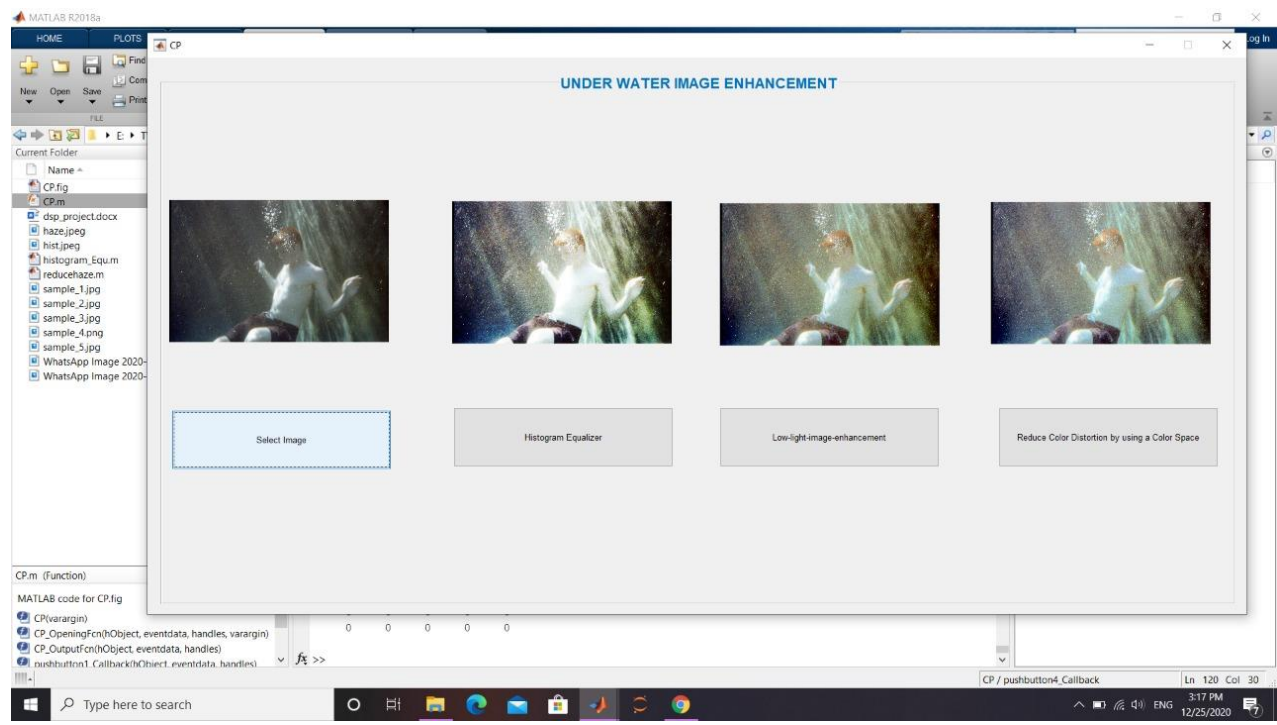 MATLAB R2018a
HOME PLOTS
Log In
CP
New Open Save
Find
Com
Print
FILE
E: T
UNDER WATER IMAGE ENHANCEMENT
Current Folder
Name
CP.fig
CP.m
dsp_project.docx
haze.jpeg
hist.jpeg
histogram_Equ.m
reducehaze.m
sample_1.jpg
sample_2.jpg
sample_3.jpg
sample_4.png
sample_5.jpg
WhatsApp Image 2020-
WhatsApp Image 2020-
Select Image
Histogram Equalizer
Low-light-image-enhancement
Reduce Color Distortion by using a Color Space
CP.m (Function)
MATLAB code for CP.fig
CP(varargin)
CP_OpeningFcn(hObject, eventdata, handles, varargin)
CP_OutputFcn(hObject, eventdata, handles)
pushbutton1_Callback(hObject, eventdata, handles)
0 0 0 0 0
fx >>
CP / pushbutton4_Callback
Ln 120 Col 30
Type here to search
ENG
3:17 PM
12/25/2020
7